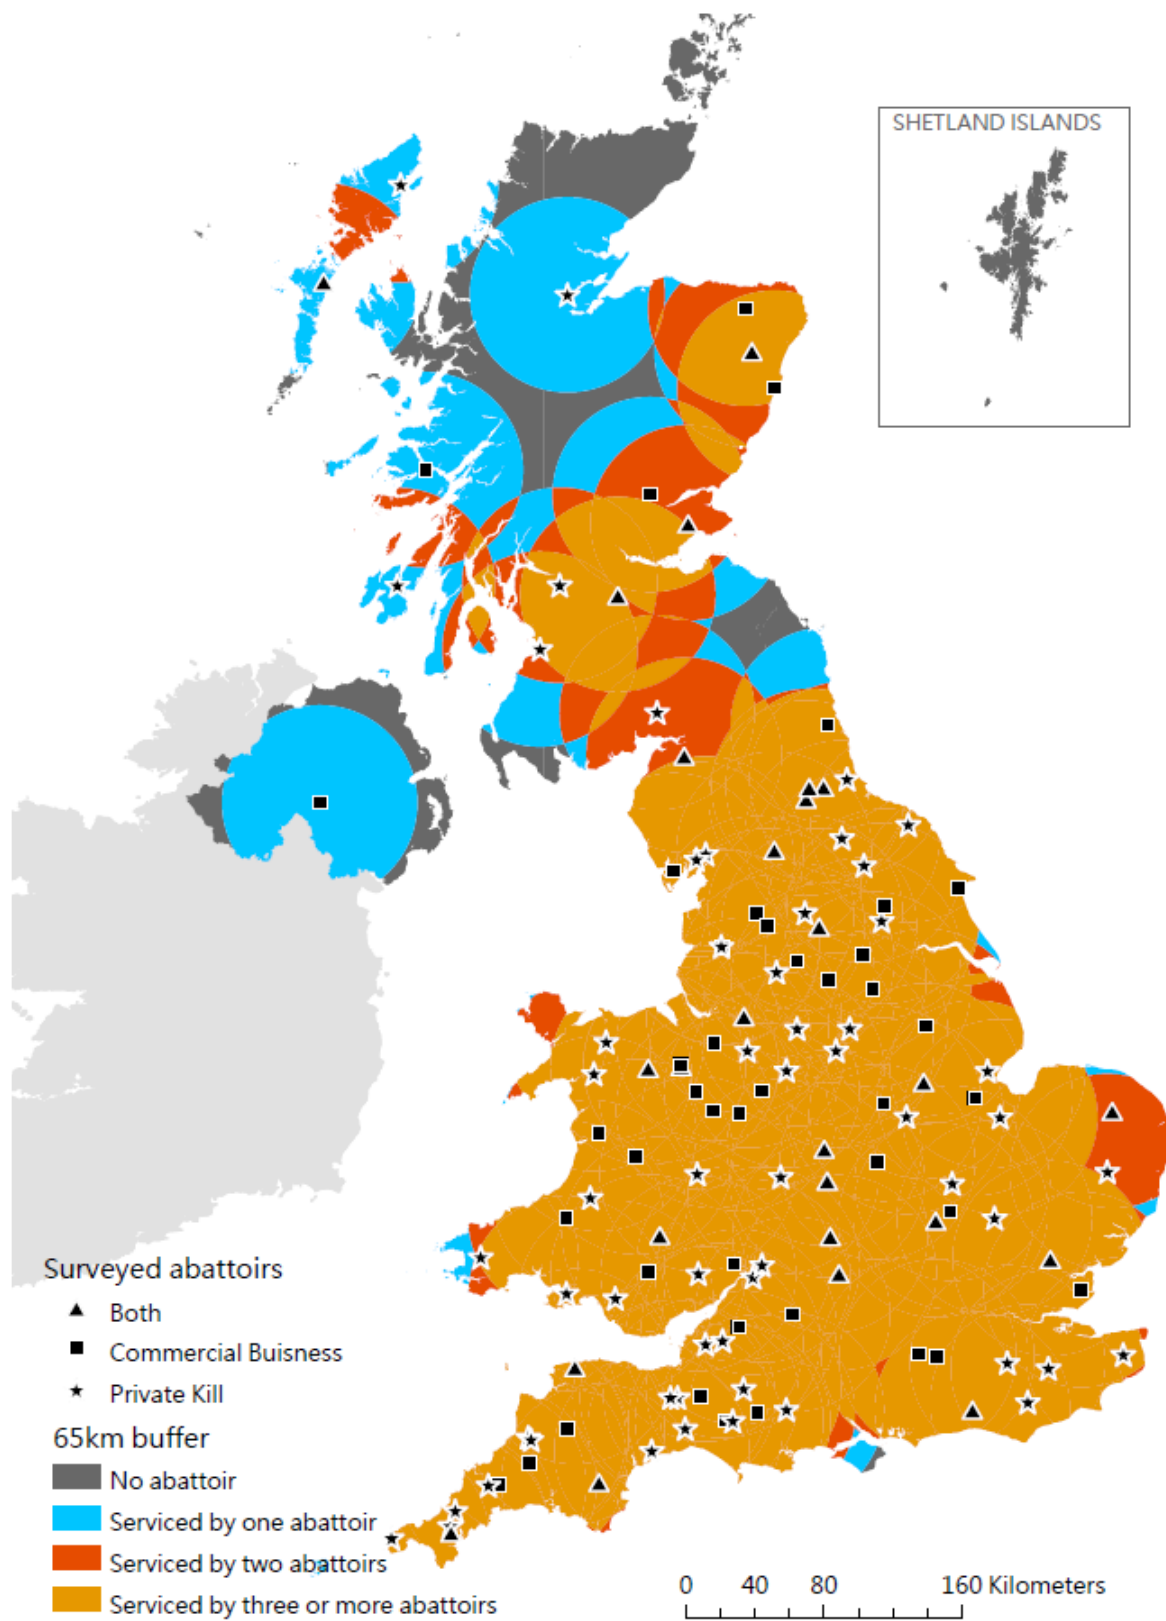 SHETLAND ISLANDS
Surveyed abattoirs
Both
Commercial Buisness
Private Kill
65km buffer
No abattoir
Serviced by one abattoir
Serviced by two abattoirs
Serviced by three or more abattoirs
0 40 80 160 Kilometers